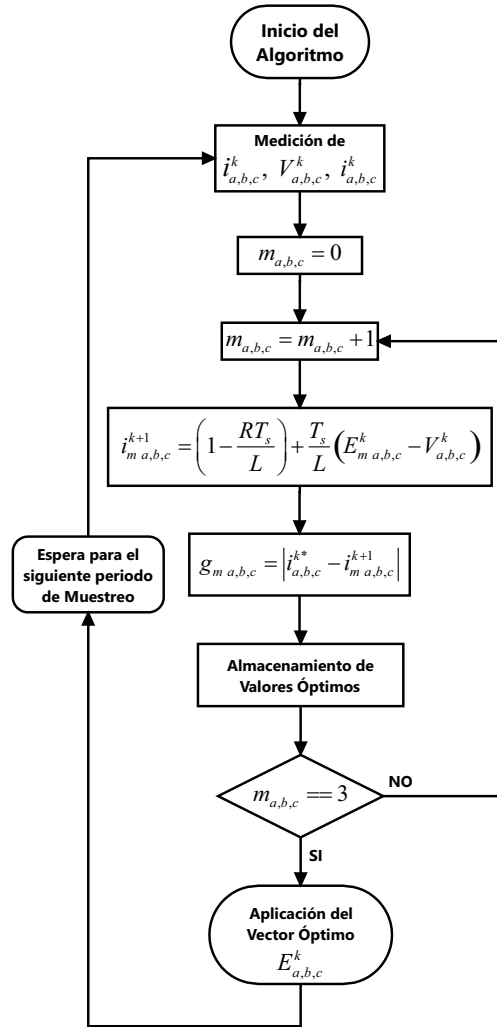 Inicio del
Algoritmo
Medición de
i^k_{a,b,c}, V^k_{a,b,c}, i^k_{a,b,c}
m_{a,b,c} = 0
m_{a,b,c} = m_{a,b,c} + 1
i^{k+1}_{m a,b,c} = (1 - \frac{RT_s}{L}) + \frac{T_s}{L} (E^k_{m a,b,c} - V^k_{a,b,c})
Espera para el
siguiente periodo
de Muestreo
g_{m a,b,c} = |i^{k*}_{a,b,c} - i^{k+1}_{m a,b,c}|
Almacenamiento de
Valores Óptimos
m_{a,b,c} == 3
NO
SI
Aplicación del
Vector Óptimo
E^k_{a,b,c}